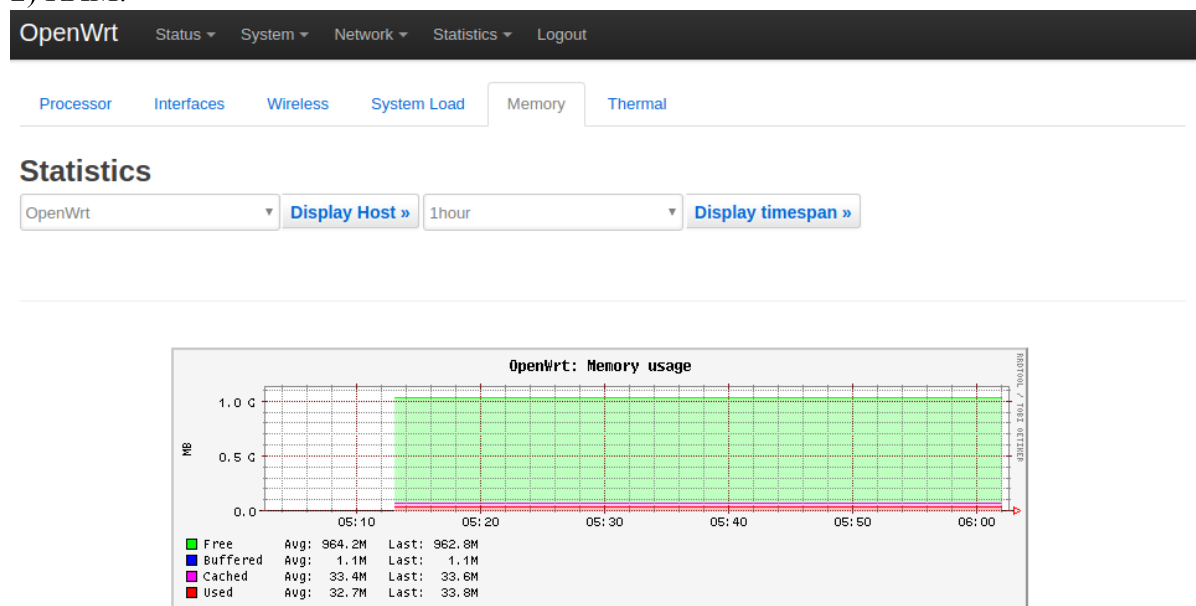 OpenWrt Status System Network Statistics Logout
Processor Interfaces Wireless System Load Memory Thermal
Statistics
OpenWrt Display Host » 1hour Display timespan »
OpenWrt: Memory usage
RRDTOOL / TOBI OETIKER
1.0 G
MB
0.5 G
0.0
05:10 05:20 05:30 05:40 05:50 06:00
Free Avg: 964.2M Last: 962.8M
Buffered Avg: 1.1M Last: 1.1M
Cached Avg: 33.4M Last: 33.6M
Used Avg: 32.7M Last: 33.8M